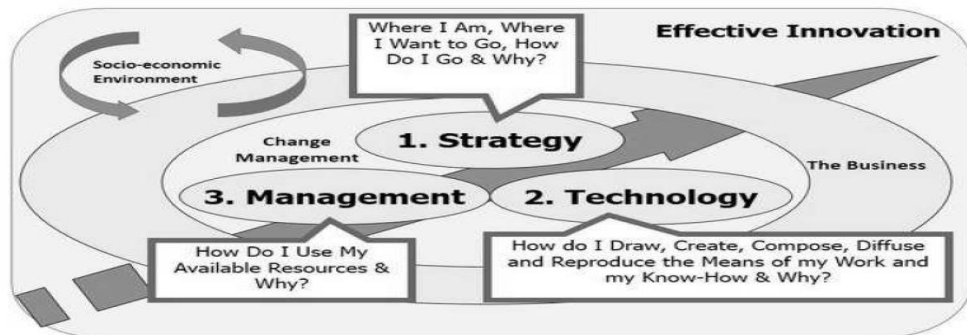 Where I Am, Where
I Want to Go, How
Do I Go & Why?
Effective Innovation
Socio-economic
Environment
Change
Management
1. Strategy
The Business
3. Management
2. Technology
How Do I Use My
Available Resources &
Why?
How do I Draw, Create, Compose, Diffuse
and Reproduce the Means of my Work and
my Know-How & Why?